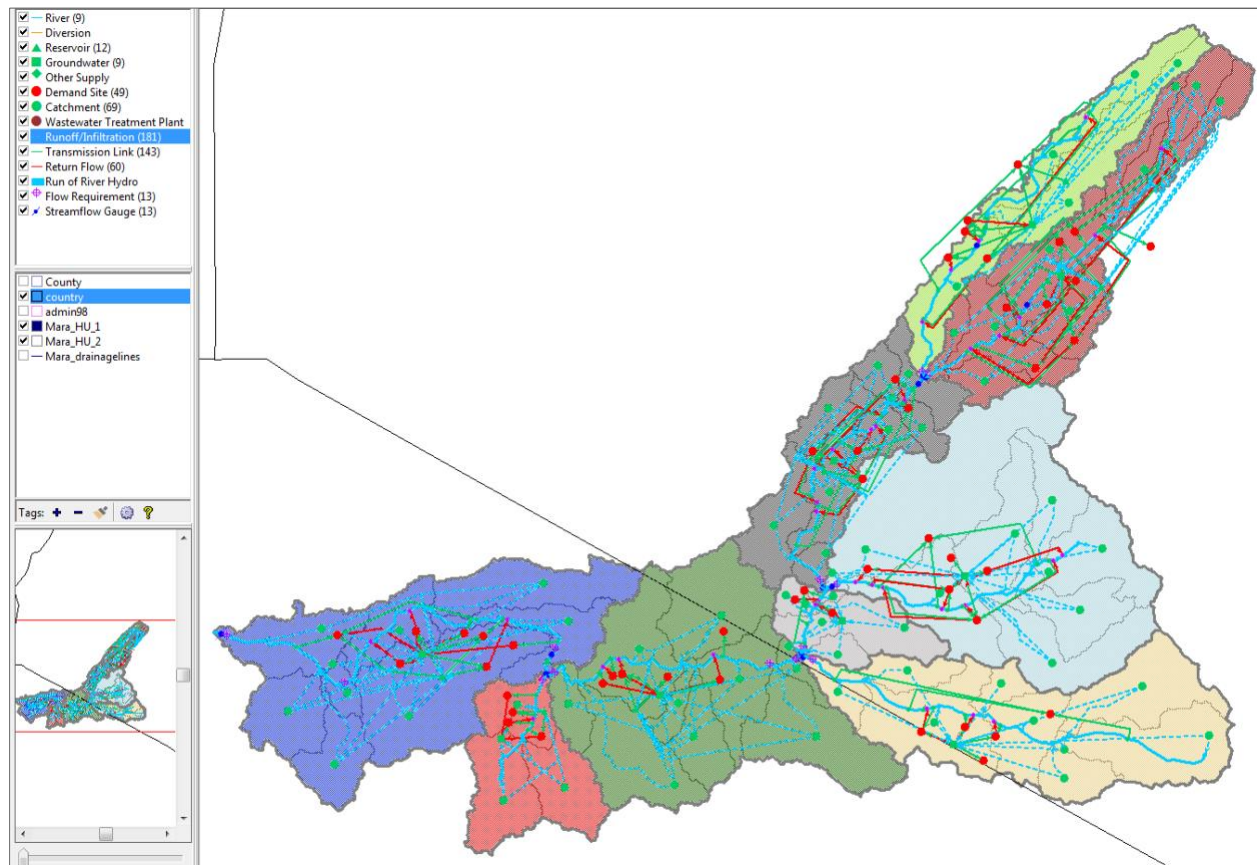 River (9)
Diversion
Reservoir (12)
Groundwater (9)
Other Supply
Demand Site (49)
Catchment (69)
Wastewater Treatment Plant
Runoff/Infiltration (181)
Transmission Link (143)
Return Flow (60)
Run of River Hydro
Flow Requirement (13)
Streamflow Gauge (13)
County
country
admin98
Mara_HU_1
Mara_HU_2
Mara_drainagelines
Tags: